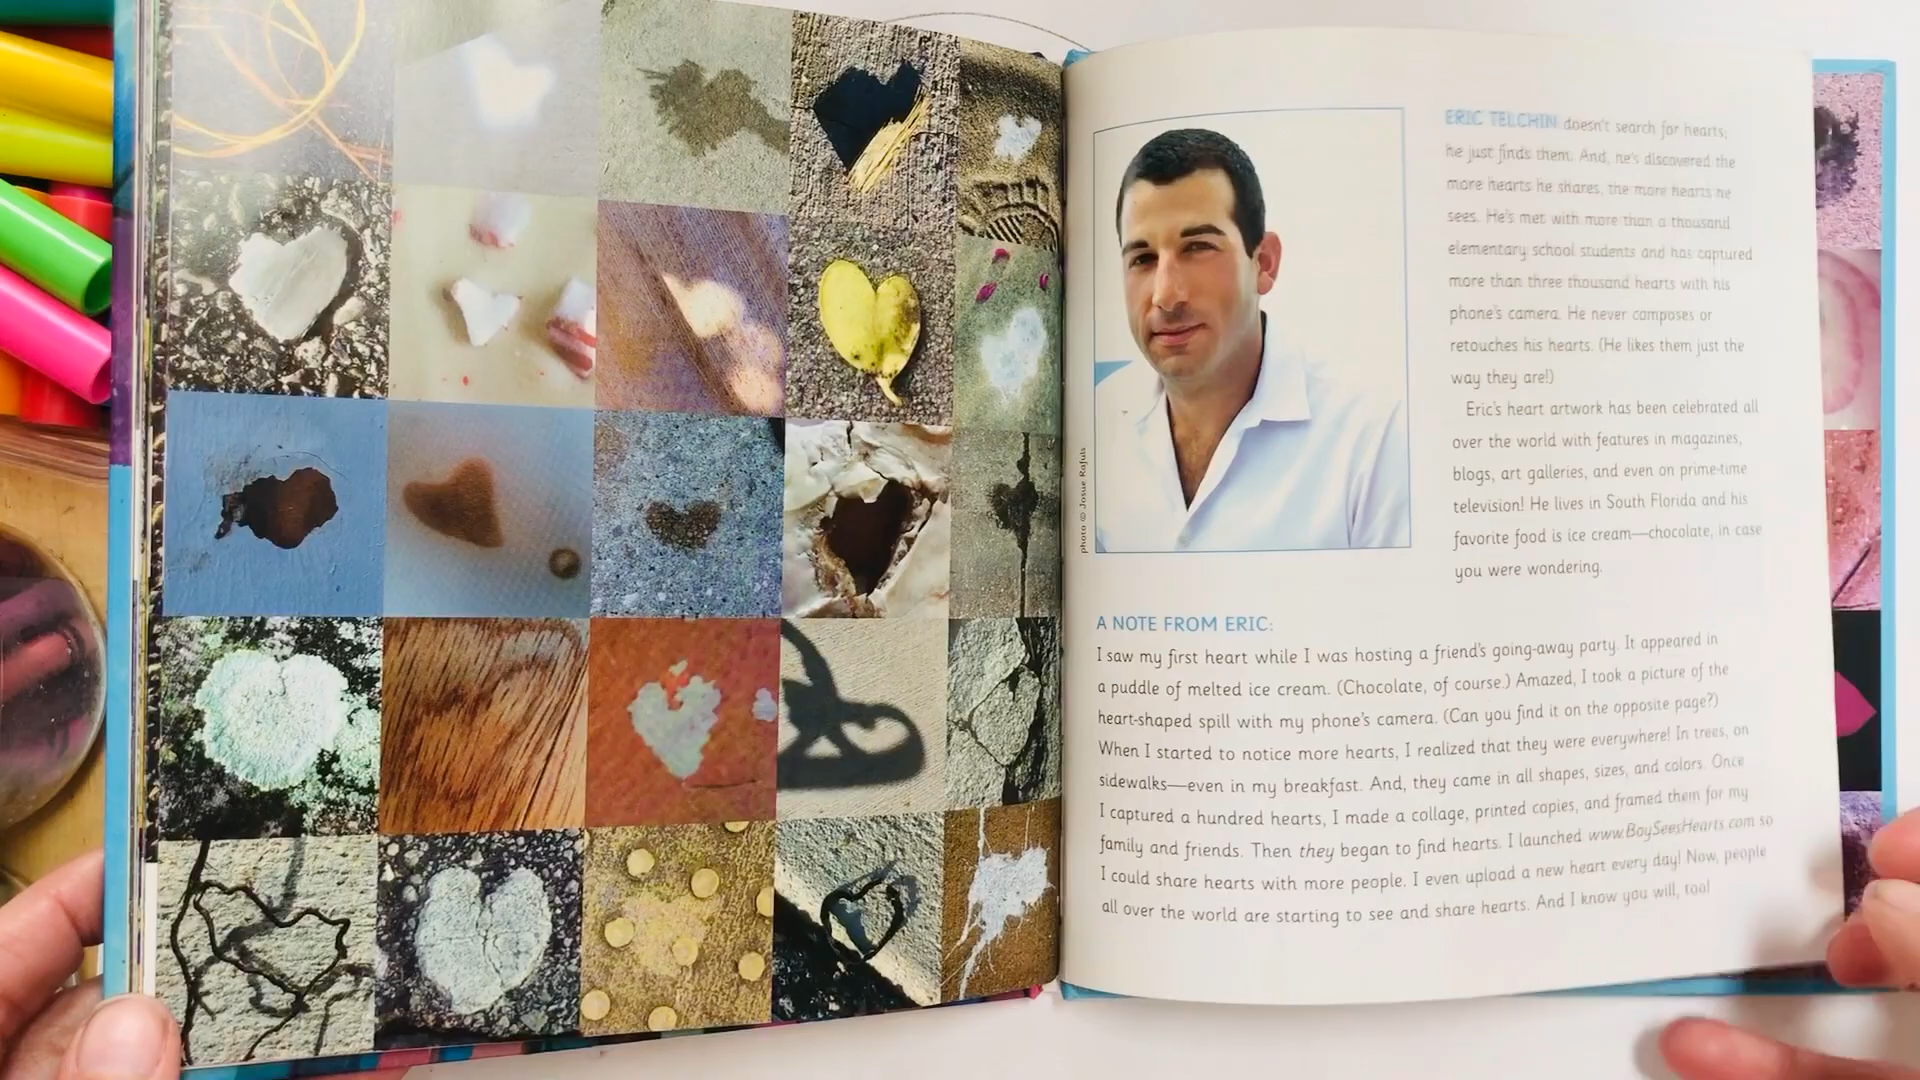 ERIC TELCHIN doesn't search for hearts;
he just finds them. And, he's discovered the
more hearts he shares, the more hearts he
sees. He's met with more than a thousand
elementary school students and has captured
more than three thousand hearts with his
phone's camera. He never composes or
retouches his hearts. (He likes them just the
way they are!)
Eric's heart artwork has been celebrated all
over the world with features in magazines,
blogs, art galleries, and even on prime-time
television! He lives in South Florida and his
favorite food is ice cream—chocolate, in case
you were wondering.
photo © Josue Rafuls
A NOTE FROM ERIC:
I saw my first heart while I was hosting a friend's going-away party. It appeared in
a puddle of melted ice cream. (Chocolate, of course.) Amazed, I took a picture of the
heart-shaped spill with my phone's camera. (Can you find it on the opposite page?)
When I started to notice more hearts, I realized that they were everywhere! In trees, on
sidewalks—even in my breakfast. And, they came in all shapes, sizes, and colors. Once
I captured a hundred hearts, I made a collage, printed copies, and framed them for my
family and friends. Then they began to find hearts. I launched www.BoySeesHearts.com so
I could share hearts with more people. I even upload a new heart every day! Now, people
all over the world are starting to see and share hearts. And I know you will, too!